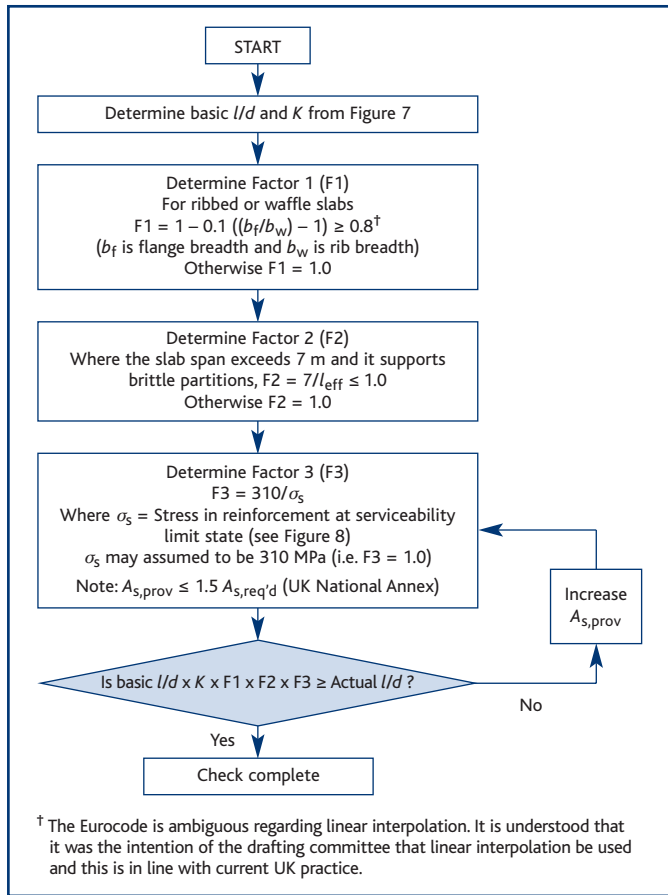 START
Determine basic l/d and K from Figure 7
Determine Factor 1 (F1)
For ribbed or waffle slabs
F1 = 1 – 0.1 ((bf/bw) – 1) ≥ 0.8†
(bf is flange breadth and bw is rib breadth)
Otherwise F1 = 1.0
Determine Factor 2 (F2)
Where the slab span exceeds 7 m and it supports
brittle partitions, F2 = 7/leff ≤ 1.0
Otherwise F2 = 1.0
Determine Factor 3 (F3)
F3 = 310/σs
Where σs = Stress in reinforcement at serviceability
limit state (see Figure 8)
σs may assumed to be 310 MPa (i.e. F3 = 1.0)
Note: As,prov ≤ 1.5 As,req'd (UK National Annex)
Increase
As,prov
Is basic l/d x K x F1 x F2 x F3 ≥ Actual l/d ?
No
Yes
Check complete
† The Eurocode is ambiguous regarding linear interpolation. It is understood that
it was the intention of the drafting committee that linear interpolation be used
and this is in line with current UK practice.